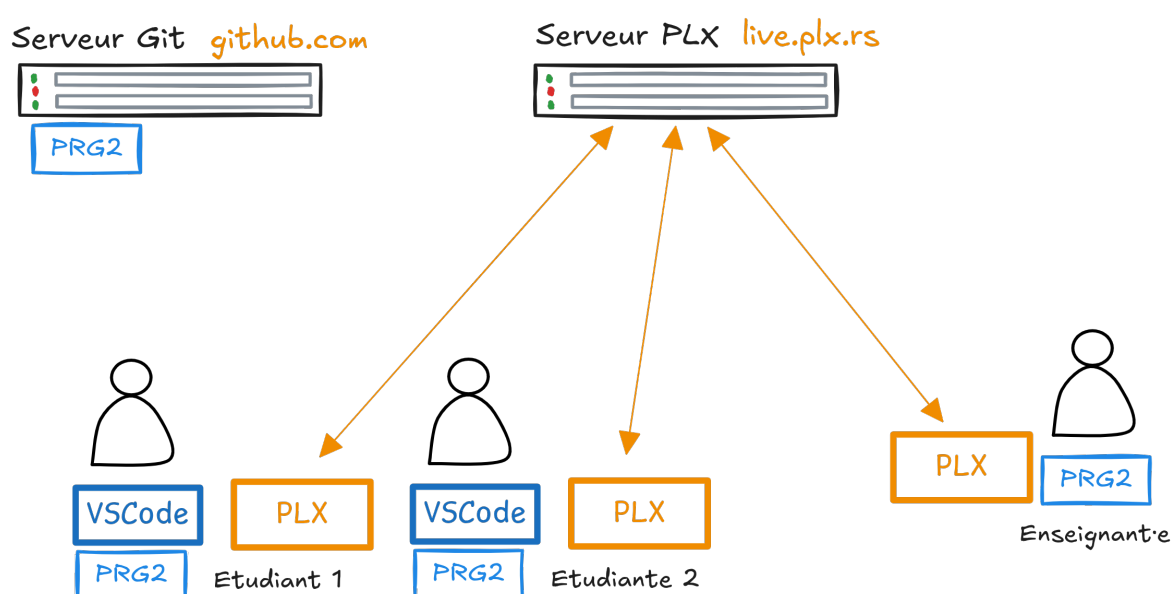 Serveur Git github.com
Serveur PLX live.plx.rs
PRG2
VSCode
PLX
PRG2
Etudiant 1
VSCode
PLX
PRG2
Etudiante 2
PLX
PRG2
Enseignant·e